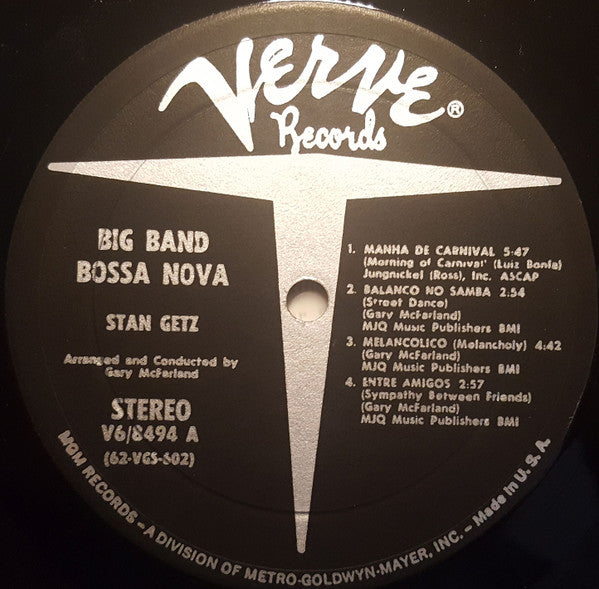 Verve ®
Records
BIG BAND
BOSSA NOVA
STAN GETZ
Arranged and Conducted by
Gary McFarland
STEREO
V6/8494 A
(62-VGS-602)
1. MANHA DE CARNIVAL 5:47
(Morning of Carnival) (Luiz Bonfa)
Jungnickel (Ross), Inc. ASCAP
2. BALANCO NO SAMBA 2:54
(Street Dance)
(Gary McFarland)
MJQ Music Publishers BMI
3. MELANCOLICO (Melancholy) 4:42
(Gary McFarland)
MJQ Music Publishers BMI
4. ENTRE AMIGOS 2:57
(Sympathy Between Friends)
(Gary McFarland)
MJQ Music Publishers BMI
MGM RECORDS – A DIVISION OF METRO-GOLDWYN-MAYER, INC. – Made In U. S. A.